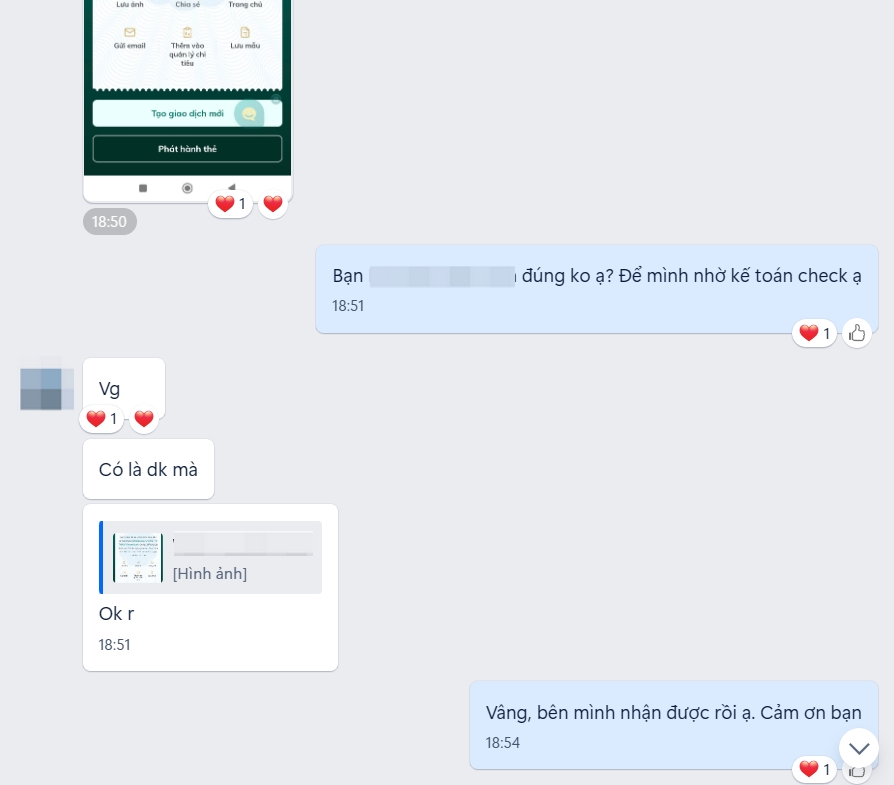 Lưu ảnh
Chia sẻ
Trang chủ
Gửi email
Thêm vào
quản lý chi
tiêu
Lưu mẫu
Tạo giao dịch mới
Phát hành thẻ
1
18:50
Bạn đúng ko ạ? Để mình nhờ kế toán check ạ
18:51
1
Vg
1
Có là dk mà
[Hình ảnh]
Ok r
18:51
Vâng, bên mình nhận được rồi ạ. Cảm ơn bạn
18:54
1